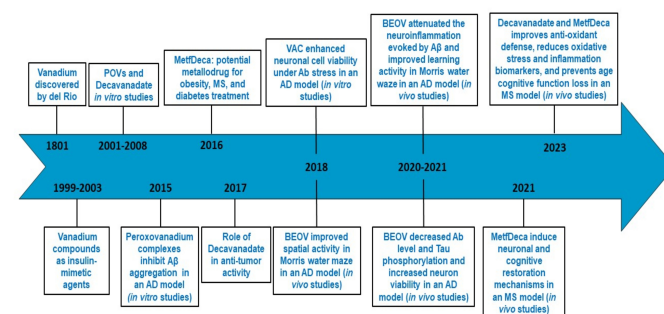 Vanadium
discovered
by del Rio
POVs and
Decavanadate
in vitro studies
MetfDeca: potential
metallodrug for
obesity, MS, and
diabetes treatment
VAC enhanced
neuronal cell viability
under Ab stress in an
AD model (in vitro
studies)
BEOV attenuated the
neuroinflammation
evoked by Aβ and
improved learning
activity in Morris water
waze in an AD model (in
vivo studies)
Decavanadate and MetfDeca
improves anti-oxidant
defense, reduces oxidative
stress and inflammation
biomarkers, and prevents age
cognitive function loss in an
MS model (in vivo studies)
1801
2001-2008
2016
2018
2020-2021
2023
1999-2003
2015
2017
2021
Vanadium
compounds
as insulin-
mimetic
agents
Peroxovanadium
complexes
inhibit Aβ
aggregation in
an AD model
(in vitro studies)
Role of
Decavanadate
in anti-tumor
activity
BEOV improved
spatial activity in
Morris water maze
in an AD model (in
vivo studies)
BEOV decreased Ab
level and Tau
phosphorylation and
increased neuron
viability in an AD
model (in vivo studies)
MetfDeca induce
neuronal and
cognitive
restoration
mechanisms in
an MS model (in
vivo studies)